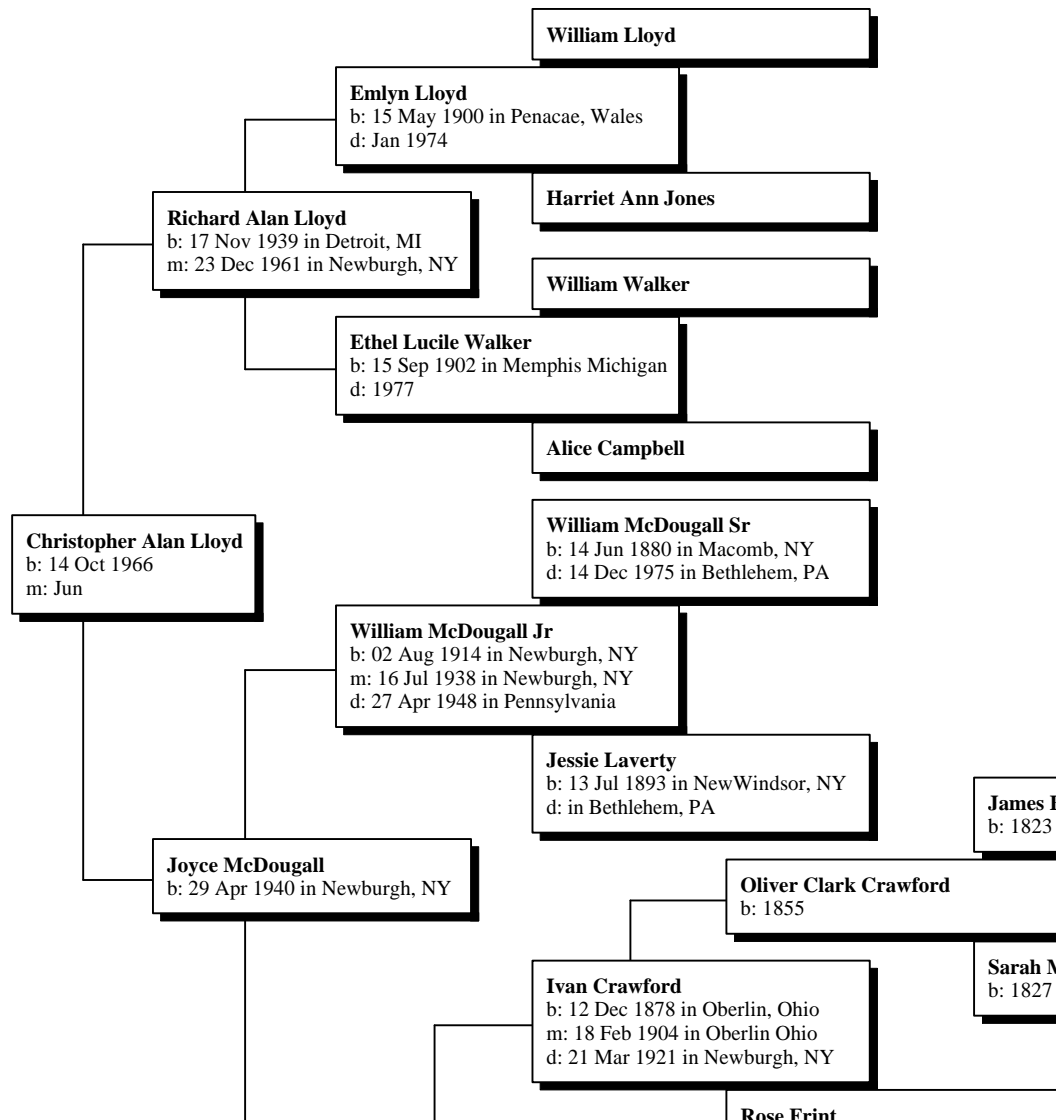 William Lloyd
Emlyn Lloyd
b: 15 May 1900 in Penacae, Wales
d: Jan 1974
Harriet Ann Jones
Richard Alan Lloyd
b: 17 Nov 1939 in Detroit, MI
m: 23 Dec 1961 in Newburgh, NY
William Walker
Ethel Lucile Walker
b: 15 Sep 1902 in Memphis Michigan
d: 1977
Alice Campbell
Christopher Alan Lloyd
b: 14 Oct 1966
m: Jun
William McDougall Sr
b: 14 Jun 1880 in Macomb, NY
d: 14 Dec 1975 in Bethlehem, PA
William McDougall Jr
b: 02 Aug 1914 in Newburgh, NY
m: 16 Jul 1938 in Newburgh, NY
d: 27 Apr 1948 in Pennsylvania
Jessie Laverty
b: 13 Jul 1893 in NewWindsor, NY
d: in Bethlehem, PA
Joyce McDougall
b: 29 Apr 1940 in Newburgh, NY
James
b: 1823
Oliver Clark Crawford
b: 1855
Sarah
b: 1827
Ivan Crawford
b: 12 Dec 1878 in Oberlin, Ohio
m: 18 Feb 1904 in Oberlin Ohio
d: 21 Mar 1921 in Newburgh, NY
Rose